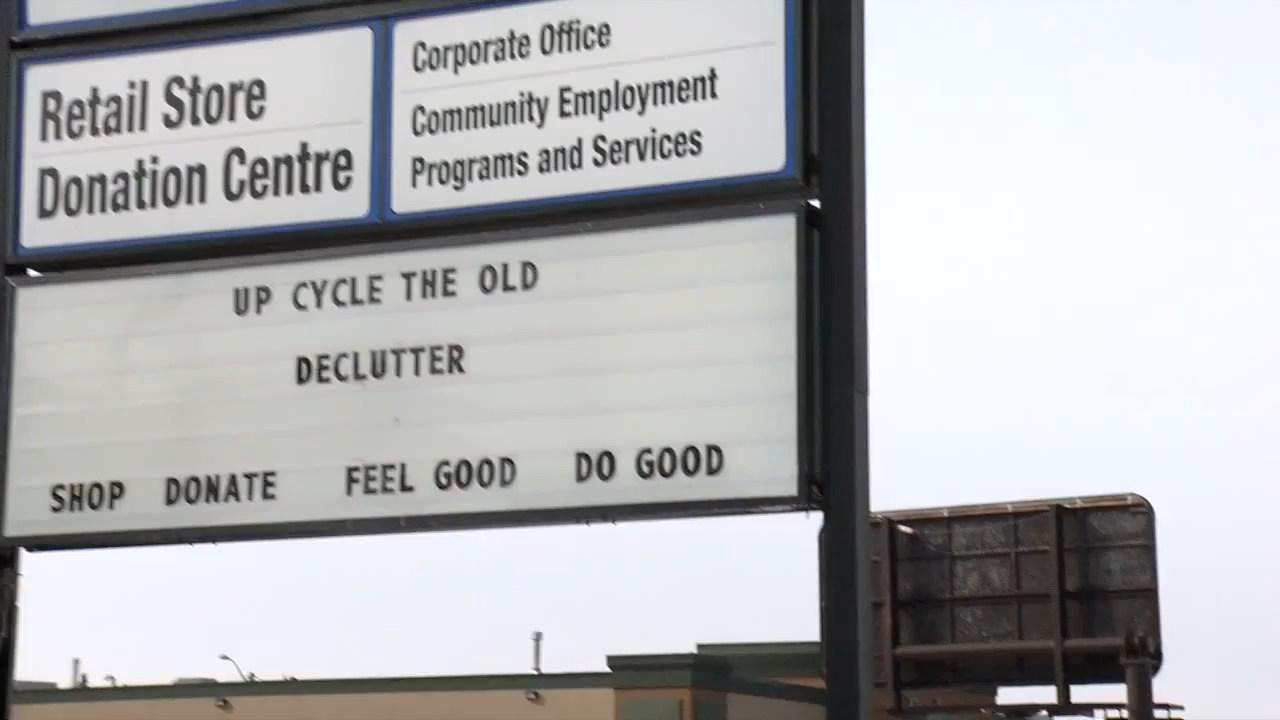 Retail Store
Donation Centre
Corporate Office
Community Employment
Programs and Services
UP CYCLE THE OLD
DECLUTTER
SHOP DONATE FEEL GOOD DO GOOD